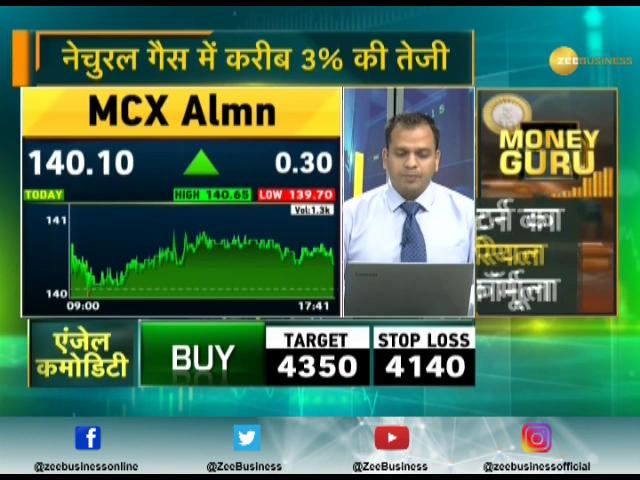 नेचुरल गैस में करीब 3% की तेजी
ZEEBUSINESS
MCX Almn
140.10 0.30
TODAY HIGH 140.65 LOW 139.70
Vol:1.3k
141
140
09:00 17:41
MONEY
GURU
एंजेल
कमोडिटी
BUY
TARGET
4350
STOP LOSS
4140
@zeebusinessonline
@ZeeBusiness
@ZeeBusiness
@zeebusinessofficial